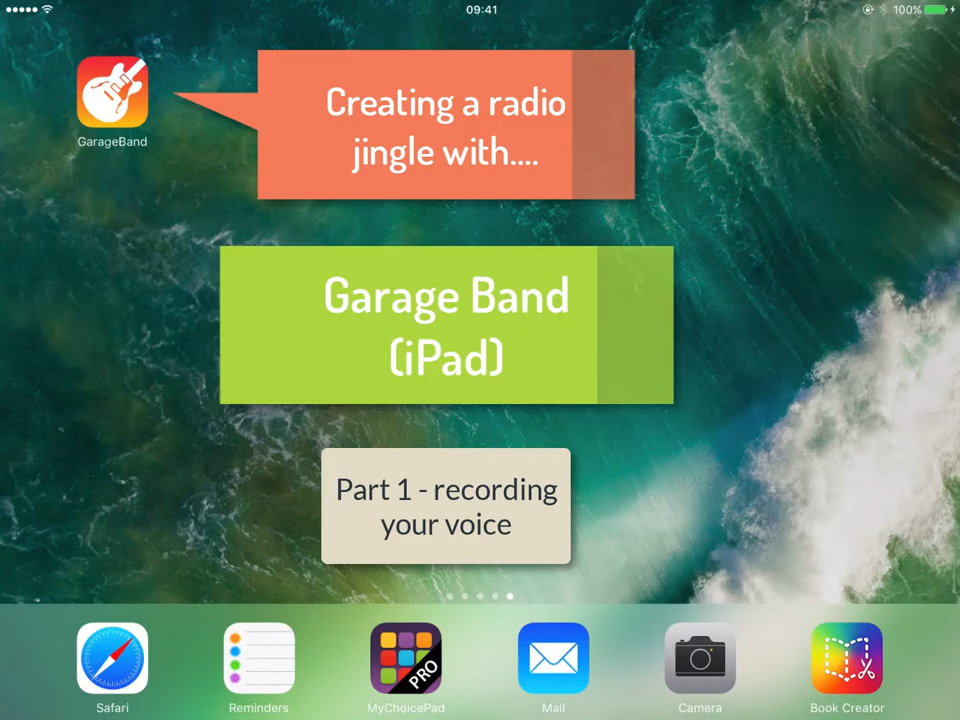 09:41
100%
GarageBand
Creating a radio
jingle with....
Garage Band
(iPad)
Part 1 - recording
your voice
PRO
Safari
Reminders
MyChoicePad
Mail
Camera
Book Creator